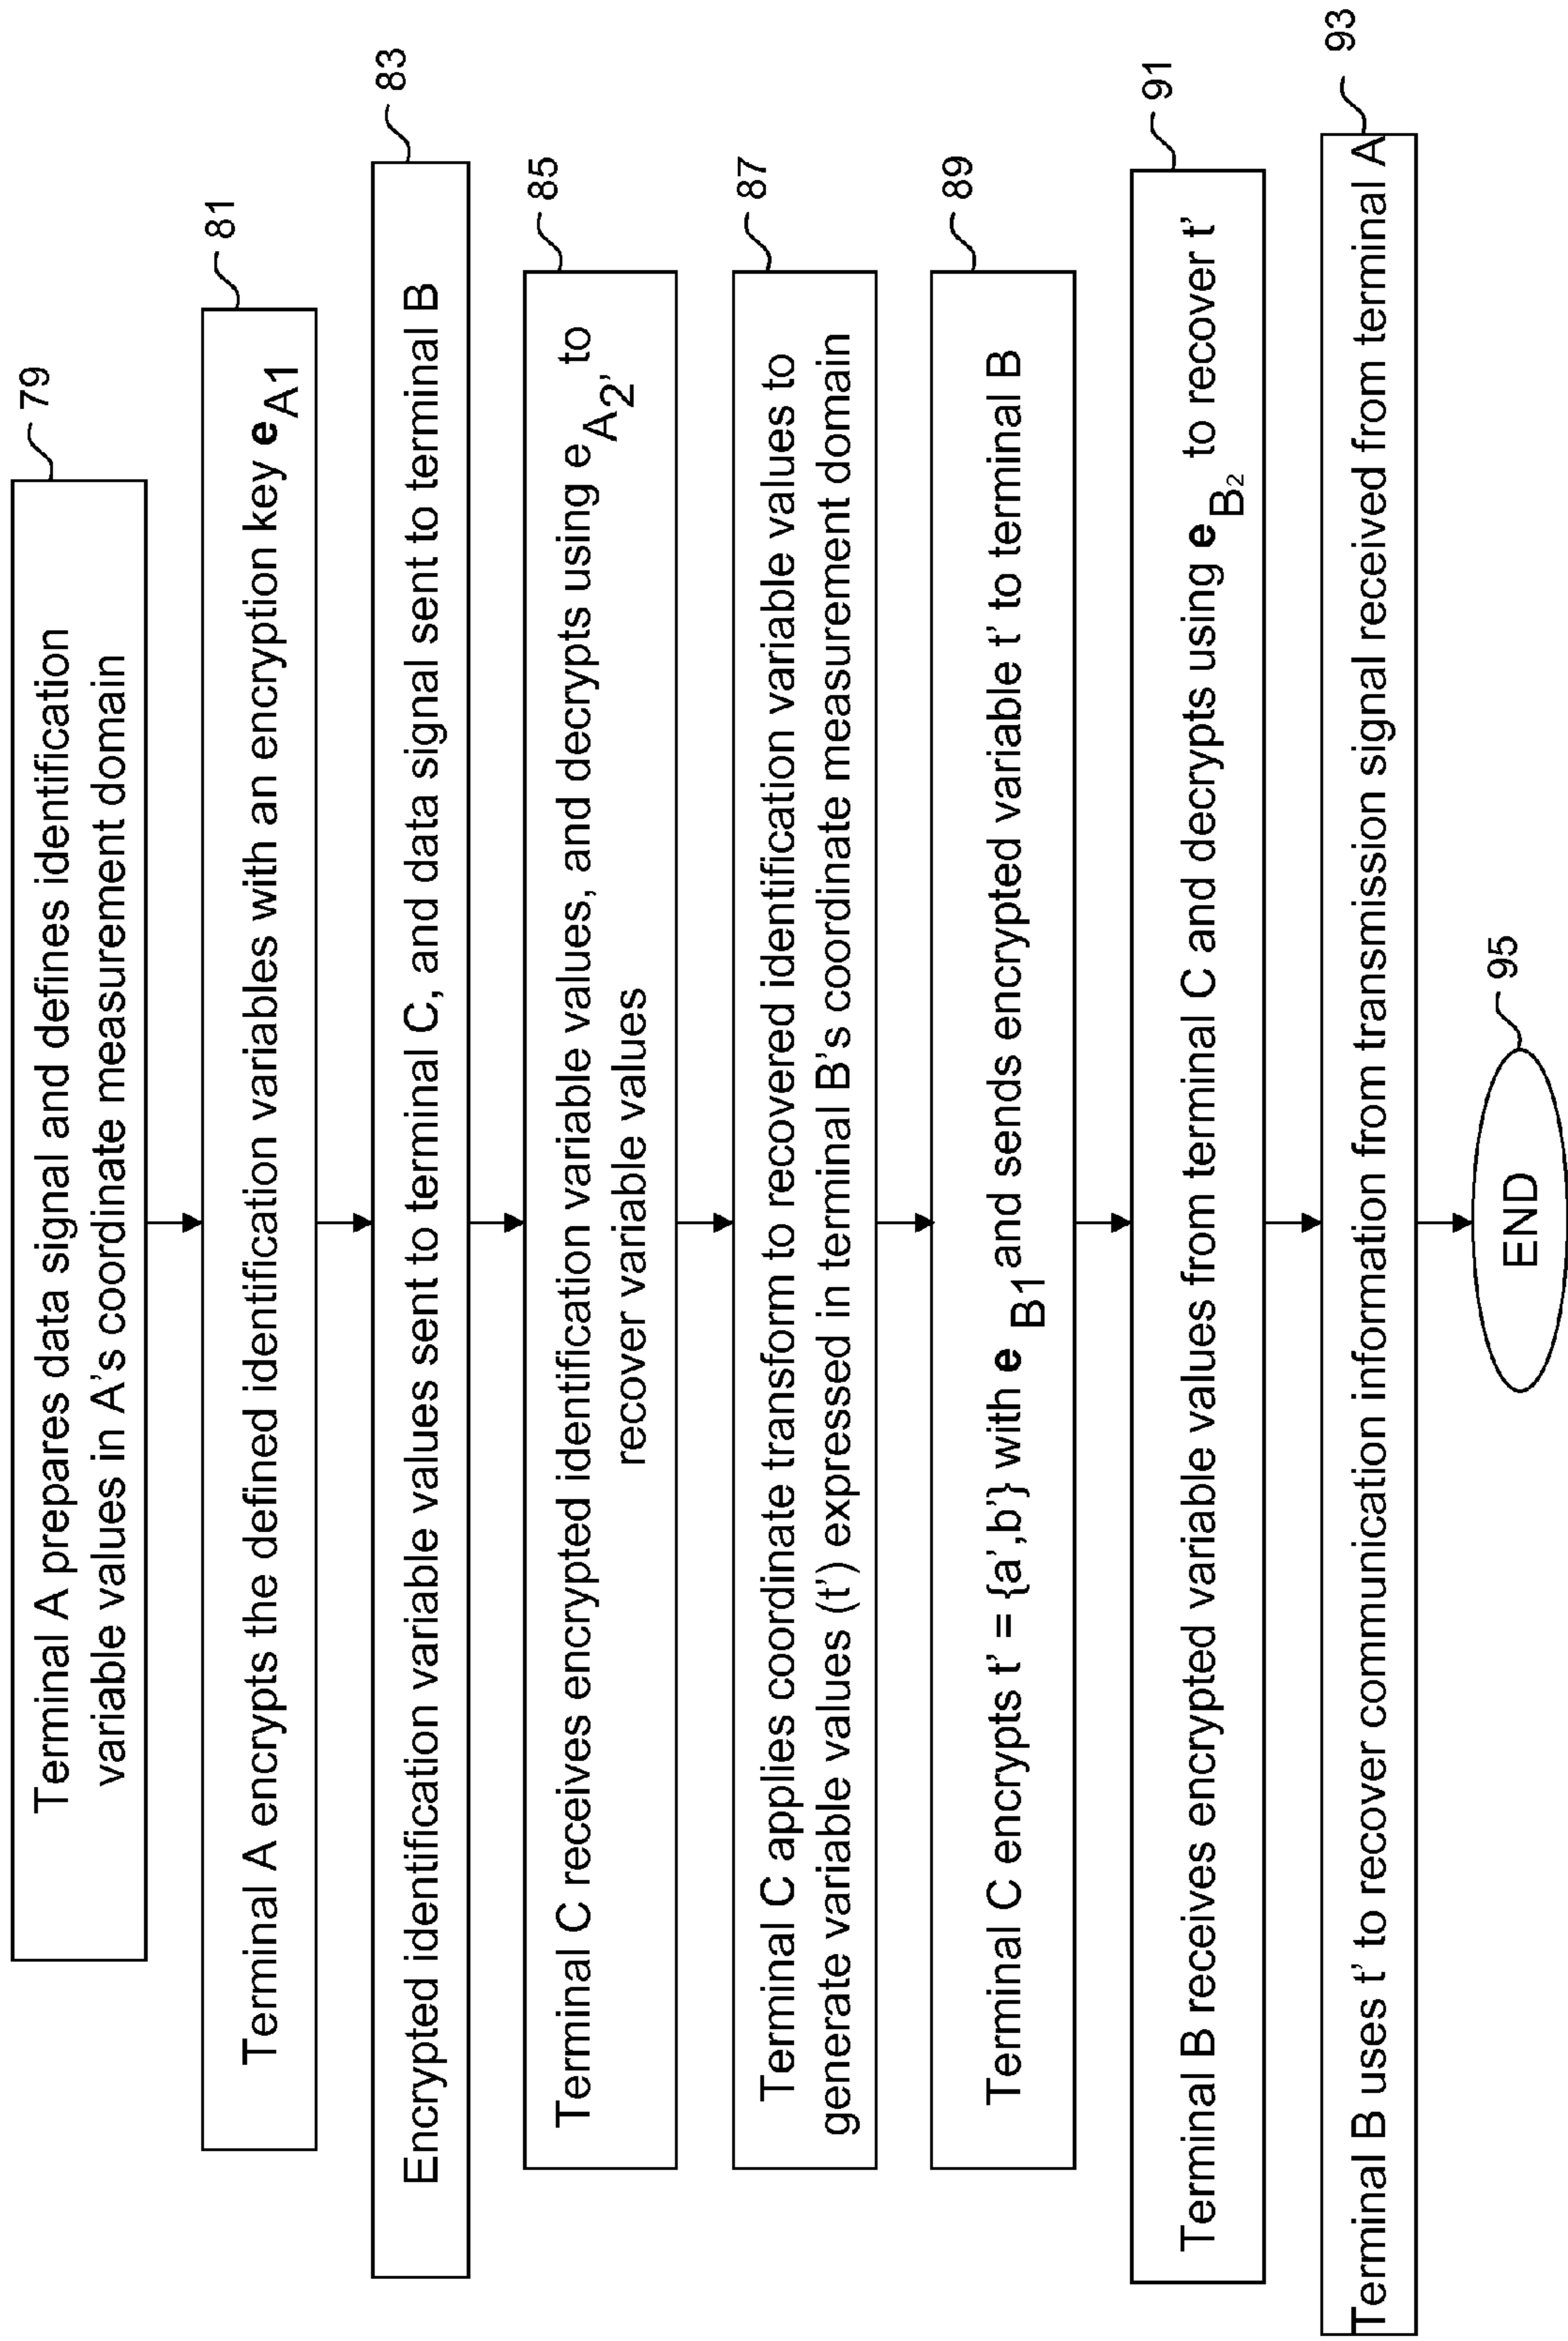 79
Terminal A prepares data signal and defines identification
variable values in A's coordinate measurement domain
81
Terminal A encrypts the defined identification variables with an encryption key e A1
83
Encrypted identification variable values sent to terminal C, and data signal sent to terminal B
85
Terminal C receives encrypted identification variable values, and decrypts using e A2' to
recover variable values
87
Terminal C applies coordinate transform to recovered identification variable values to
generate variable values (t') expressed in terminal B's coordinate measurement domain
89
Terminal C encrypts t' = {a',b'} with e B1 and sends encrypted variable t' to terminal B
91
Terminal B receives encrypted variable values from terminal C and decrypts using e B2 to recover t'
93
Terminal B uses t' to recover communication information from transmission signal received from terminal A
95
END